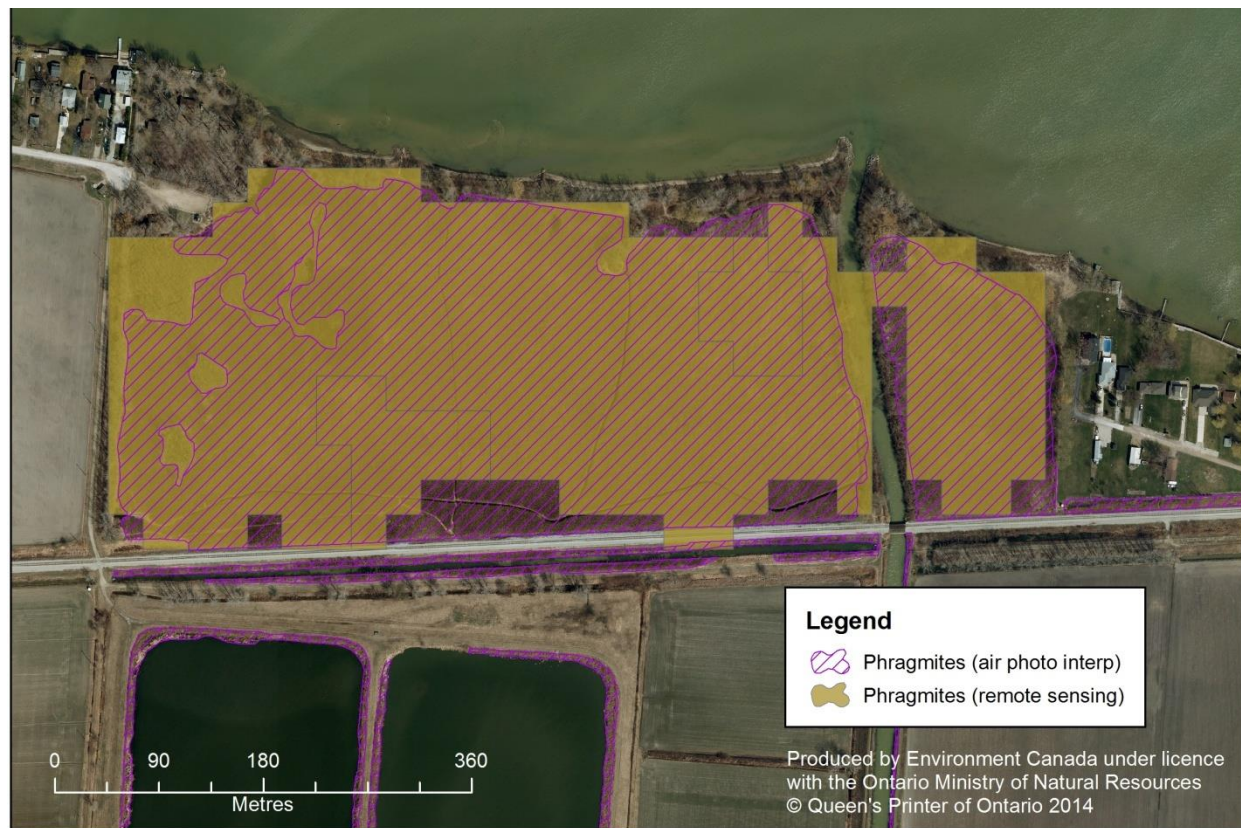 Legend
Phragmites (air photo interp)
Phragmites (remote sensing)
0 90 180 360
Metres
Produced by Environment Canada under licence
with the Ontario Ministry of Natural Resources
© Queen's Printer of Ontario 2014